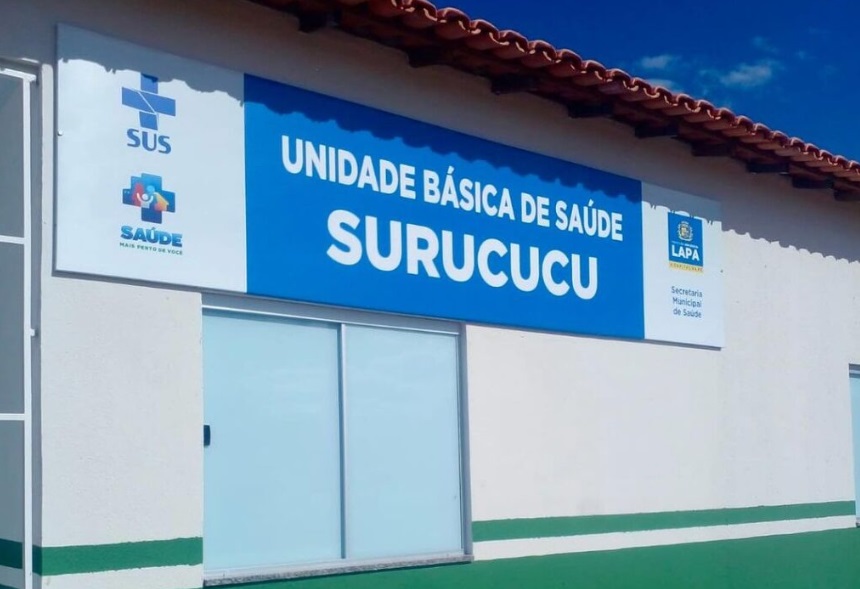 SUS
SAÚDE
MAIS PERTO DE VOCÊ
UNIDADE BÁSICA DE SAÚDE
SURUCUCU
LAPA
Secretaria
Municipal
de Saúde